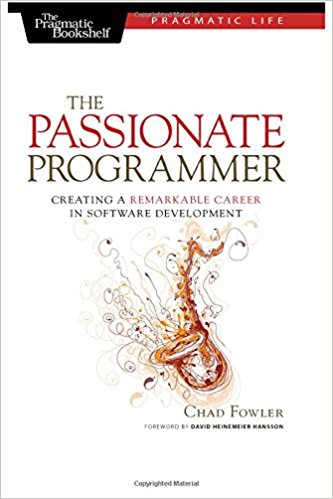 The
Pragmatic
Bookshelf
PRAGMATIC LIFE
THE
PASSIONATE
PROGRAMMER
CREATING A REMARKABLE CAREER
IN SOFTWARE DEVELOPMENT
CHAD FOWLER
FOREWORD BY DAVID HEINEMEIER HANSSON
Copyrighted Material